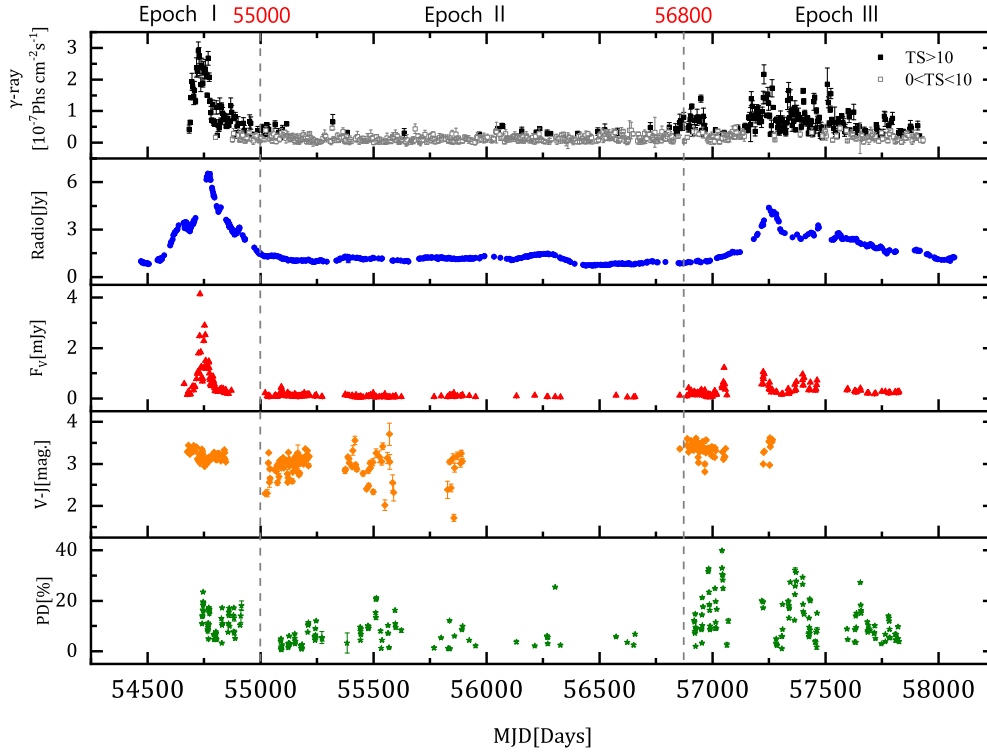 Epoch I 55000 Epoch II 56800 Epoch III
γ-ray
[10⁻⁷Phs cm⁻²s⁻¹]
3
2
1
0
TS>10
0<TS<10
Radio[Jy]
6
3
0
F_V[mJy]
4
2
0
V-J[mag.]
4
3
2
PD[%]
40
20
0
54500 55000 55500 56000 56500 57000 57500 58000
MJD[Days]